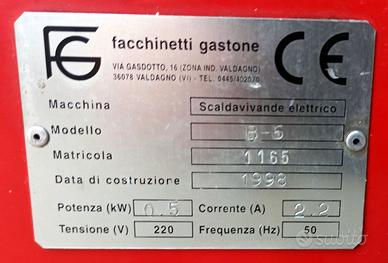 FG facchinetti gastone CE
VIA GASDOTTO, 16 (ZONA IND. VALDAGNO)
36078 VALDAGNO (VI) - TEL. 0445/402070
Macchina Scaldavivande elettrico
Modello 8-6
Matricola 1165
Data di costruzione 1998
Potenza (kW) 0.5 Corrente (A) 2.2
Tensione (V) 220 Frequenza (Hz) 50
subito